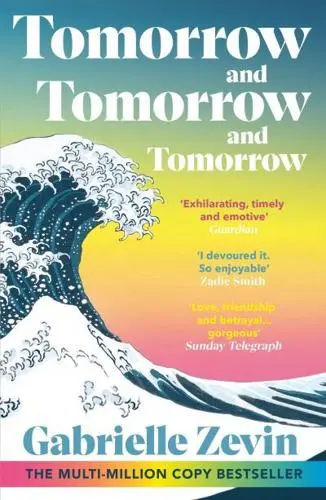 Tomorrow
and
Tomorrow
and
Tomorrow
‘Exhilarating, timely
and emotive’
Guardian
‘I devoured it.
So enjoyable’
Zadie Smith
‘Love, friendship
and betrayal...
gorgeous’
Sunday Telegraph
Gabrielle Zevin
THE MULTI-MILLION COPY BESTSELLER